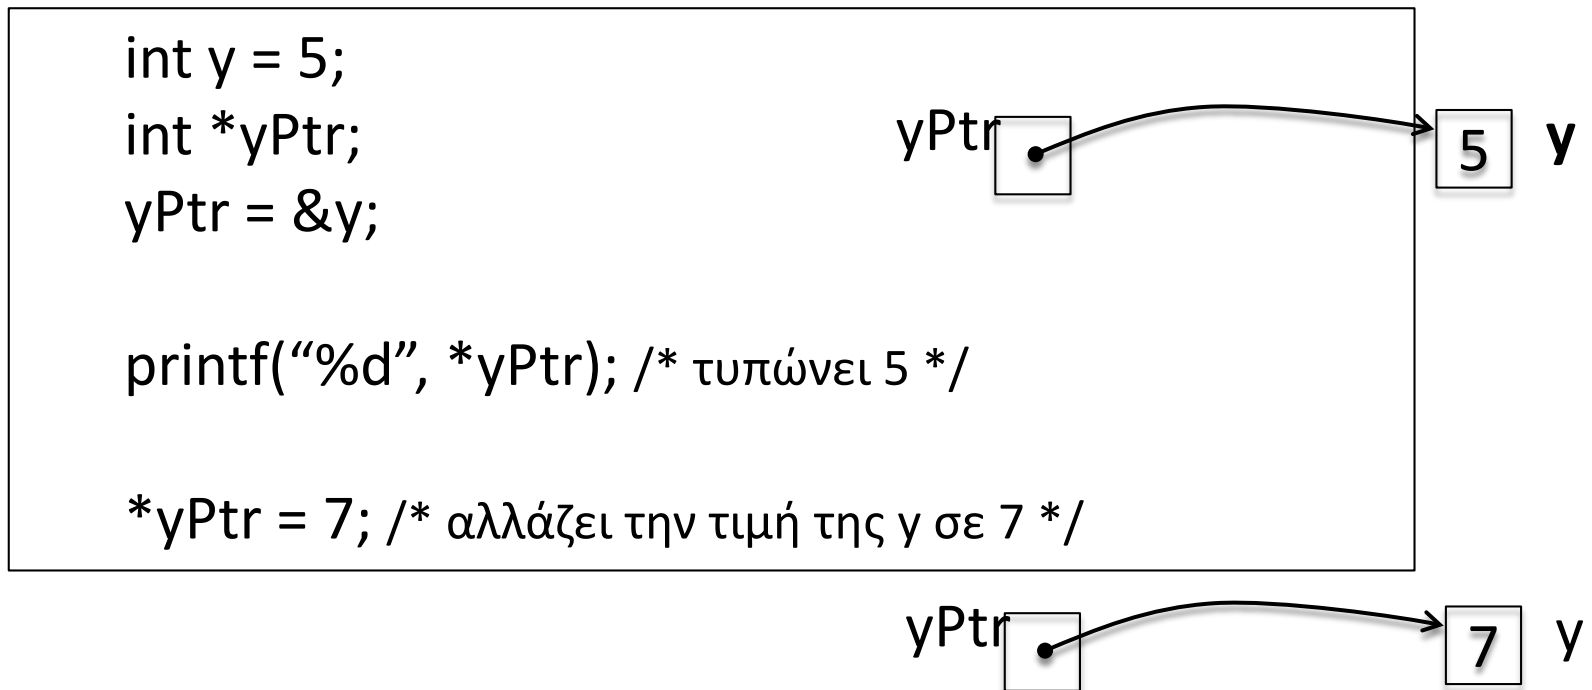 int y = 5;
int *yPtr;
yPtr = &y;
yPtr 5 y
printf(“%d”, *yPtr); /* τυπώνει 5 */
*yPtr = 7; /* αλλάζει την τιμή της y σε 7 */
yPtr 7 y